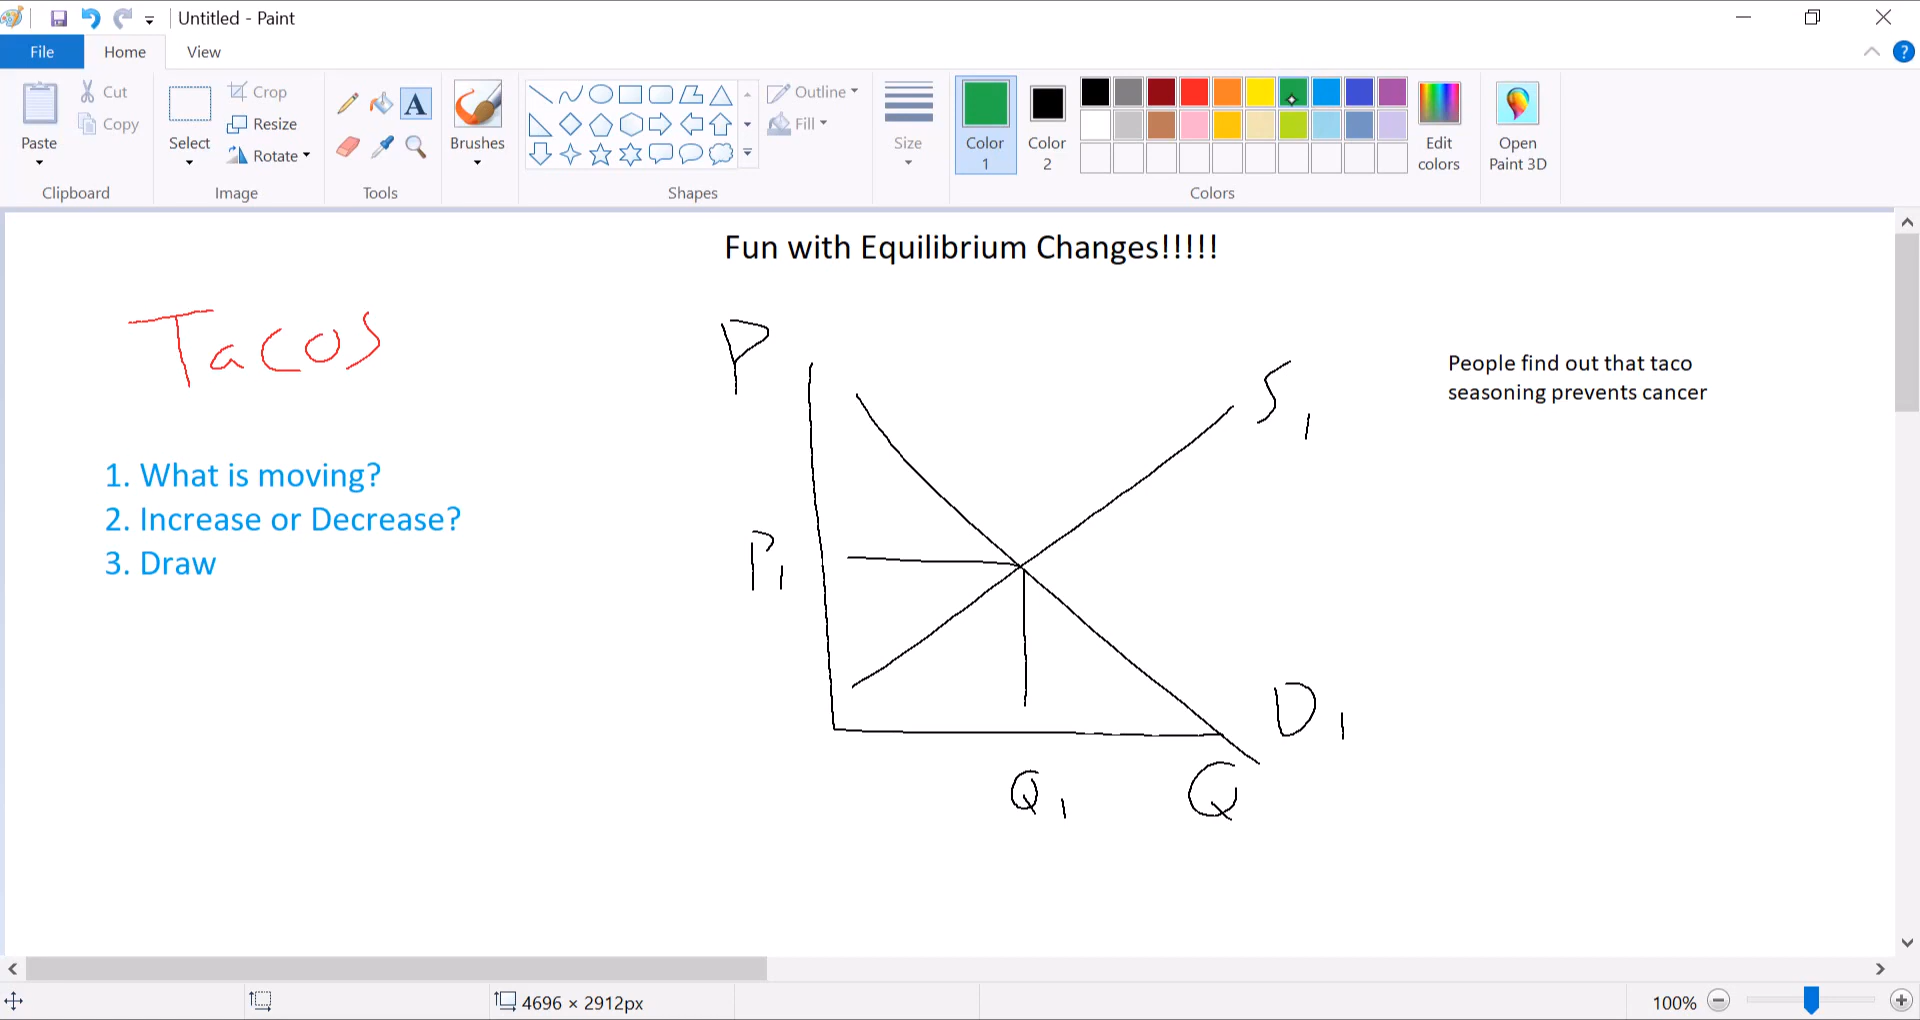 Untitled - Paint
File Home View
Paste
Cut
Copy
Clipboard
Select
Crop
Resize
Rotate
Image
A
Tools
Brushes
Shapes
Outline
Fill
Size
Color 1
Color 2
Colors
Edit colors
Open Paint 3D
?
Fun with Equilibrium Changes!!!!!
Tacos
1. What is moving?
2. Increase or Decrease?
3. Draw
P
S1
P1
D1
Q1
Q
People find out that taco
seasoning prevents cancer
4696 × 2912px
100%